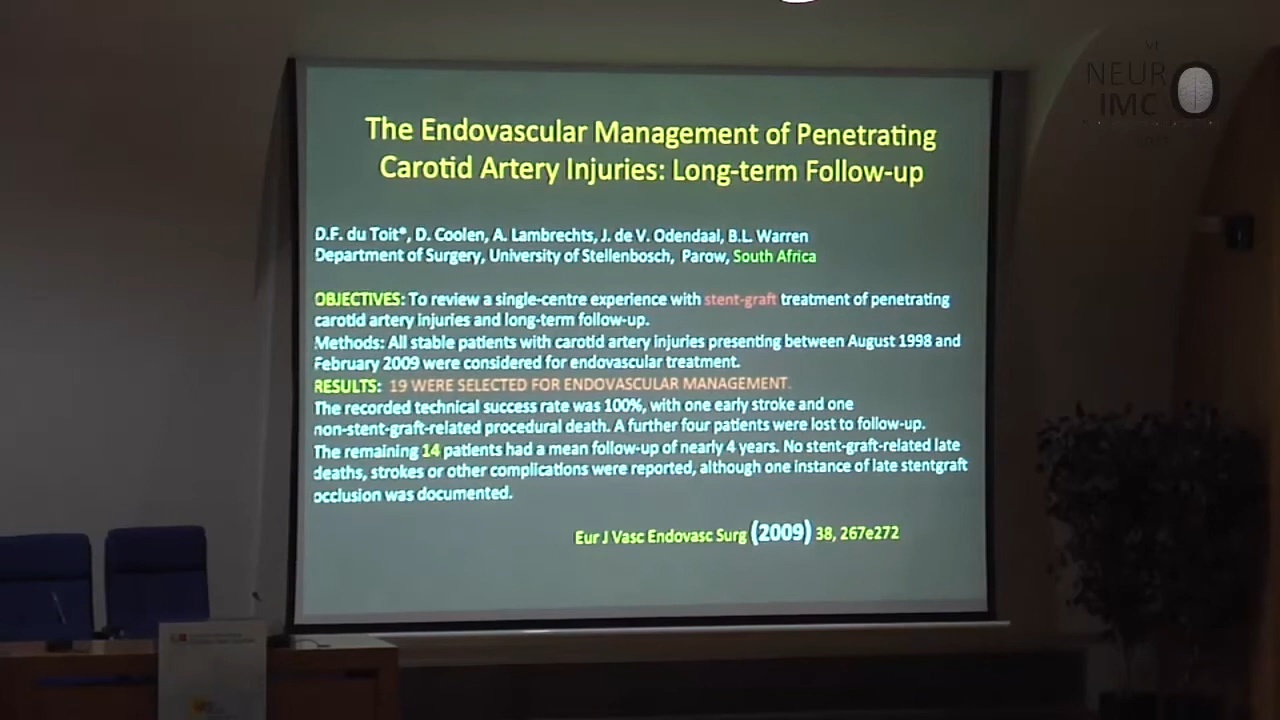 VI
NEURO
IMC
The Endovascular Management of Penetrating
Carotid Artery Injuries: Long-term Follow-up
D.F. du Toit*, D. Coolen, A. Lambrechts, J. de V. Odendaal, B.L. Warren
Department of Surgery, University of Stellenbosch, Parow, South Africa
OBJECTIVES: To review a single-centre experience with stent-graft treatment of penetrating
carotid artery injuries and long-term follow-up.
Methods: All stable patients with carotid artery injuries presenting between August 1998 and
February 2009 were considered for endovascular treatment.
RESULTS: 19 WERE SELECTED FOR ENDOVASCULAR MANAGEMENT.
The recorded technical success rate was 100%, with one early stroke and one
non-stent-graft-related procedural death. A further four patients were lost to follow-up.
The remaining 14 patients had a mean follow-up of nearly 4 years. No stent-graft-related late
deaths, strokes or other complications were reported, although one instance of late stentgraft
occlusion was documented.
Eur J Vasc Endovasc Surg (2009) 38, 267e272